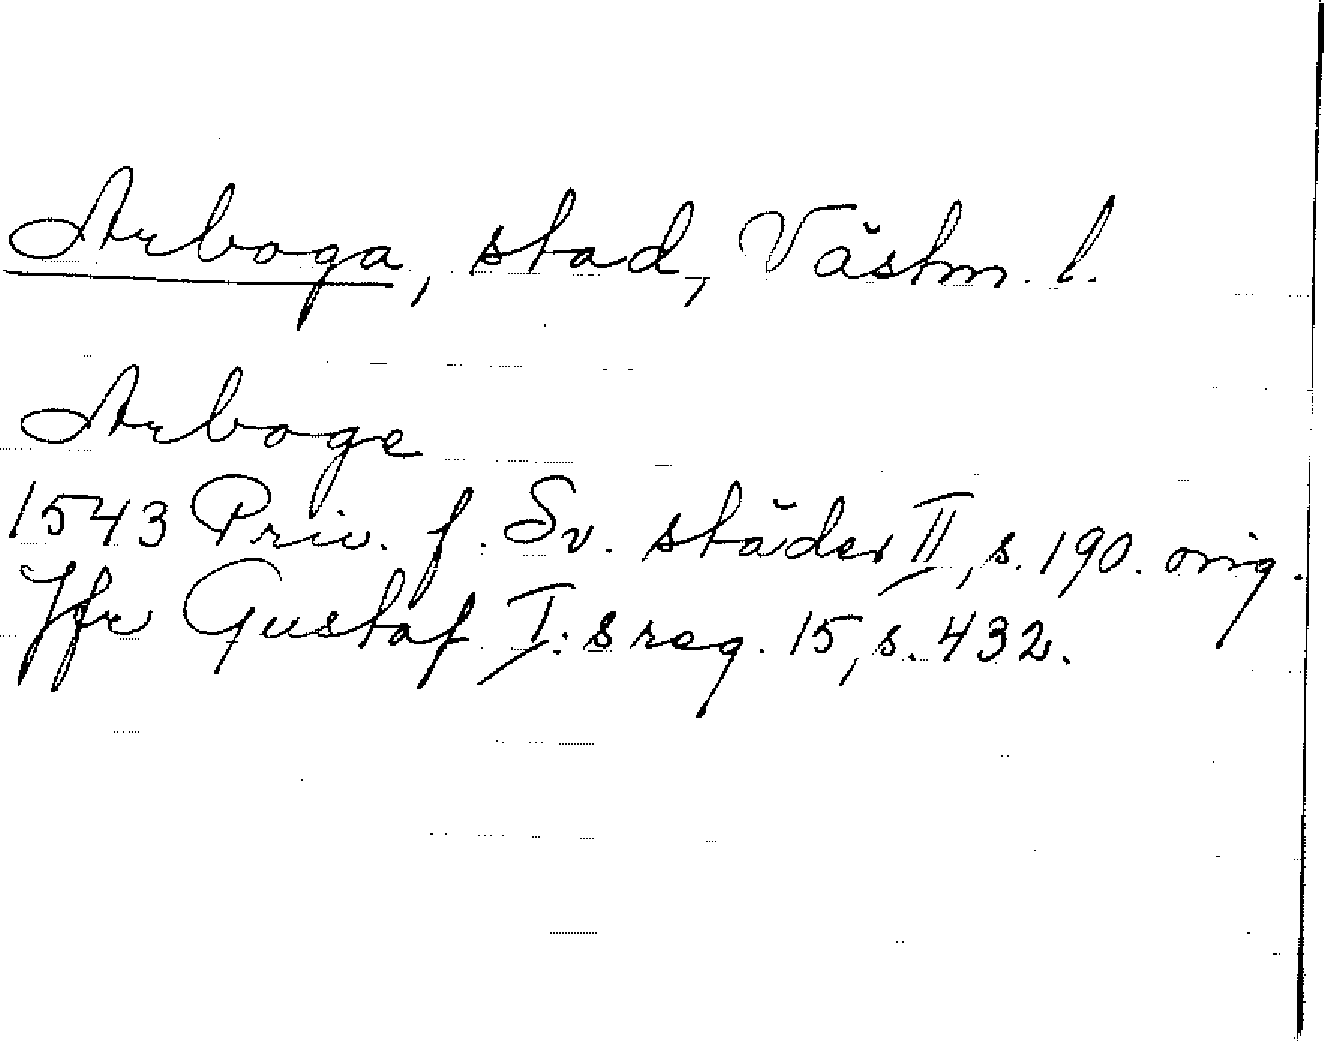 Arboga, stad, Västm. l.
Arboge
1543 Priv. f. Sv. städer II, s. 190. orig.
Jfr Gustaf I:s reg. 15, s. 432.